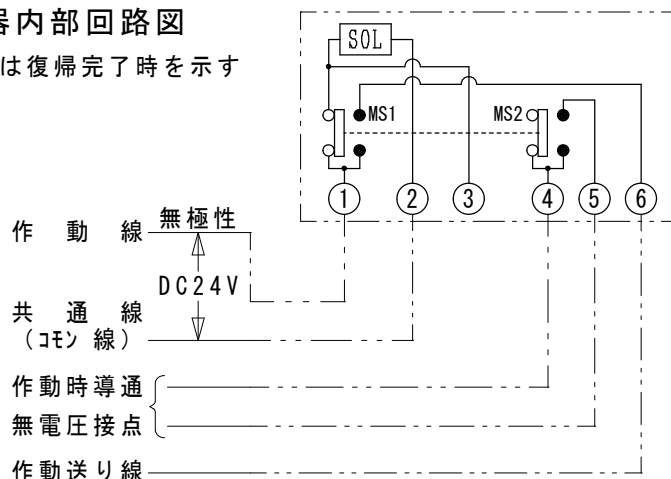 器内部回路図
は復帰完了時を示す
SOL
MS1
MS2
1 2 3 4 5 6
作動線
無極性
DC24V
共通線
(コモン線)
作動時導通
無電圧接点
作動送り線